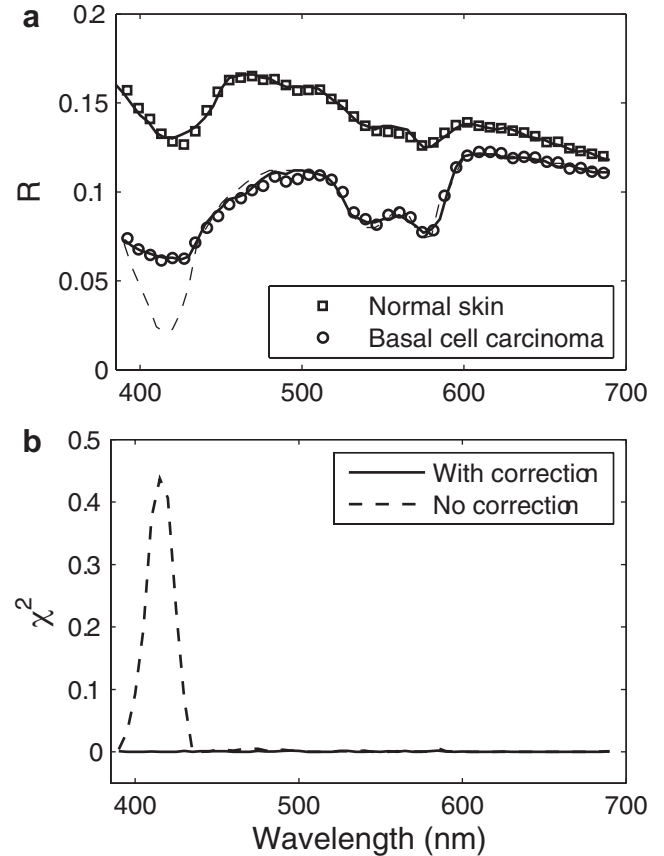 a
0.2
0.15
0.1
0.05
0
R
Normal skin
Basal cell carcinoma
400 500 600 700
b
0.5
0.4
0.3
0.2
0.1
0
χ2
With correction
No correction
400 500 600 700
Wavelength (nm)